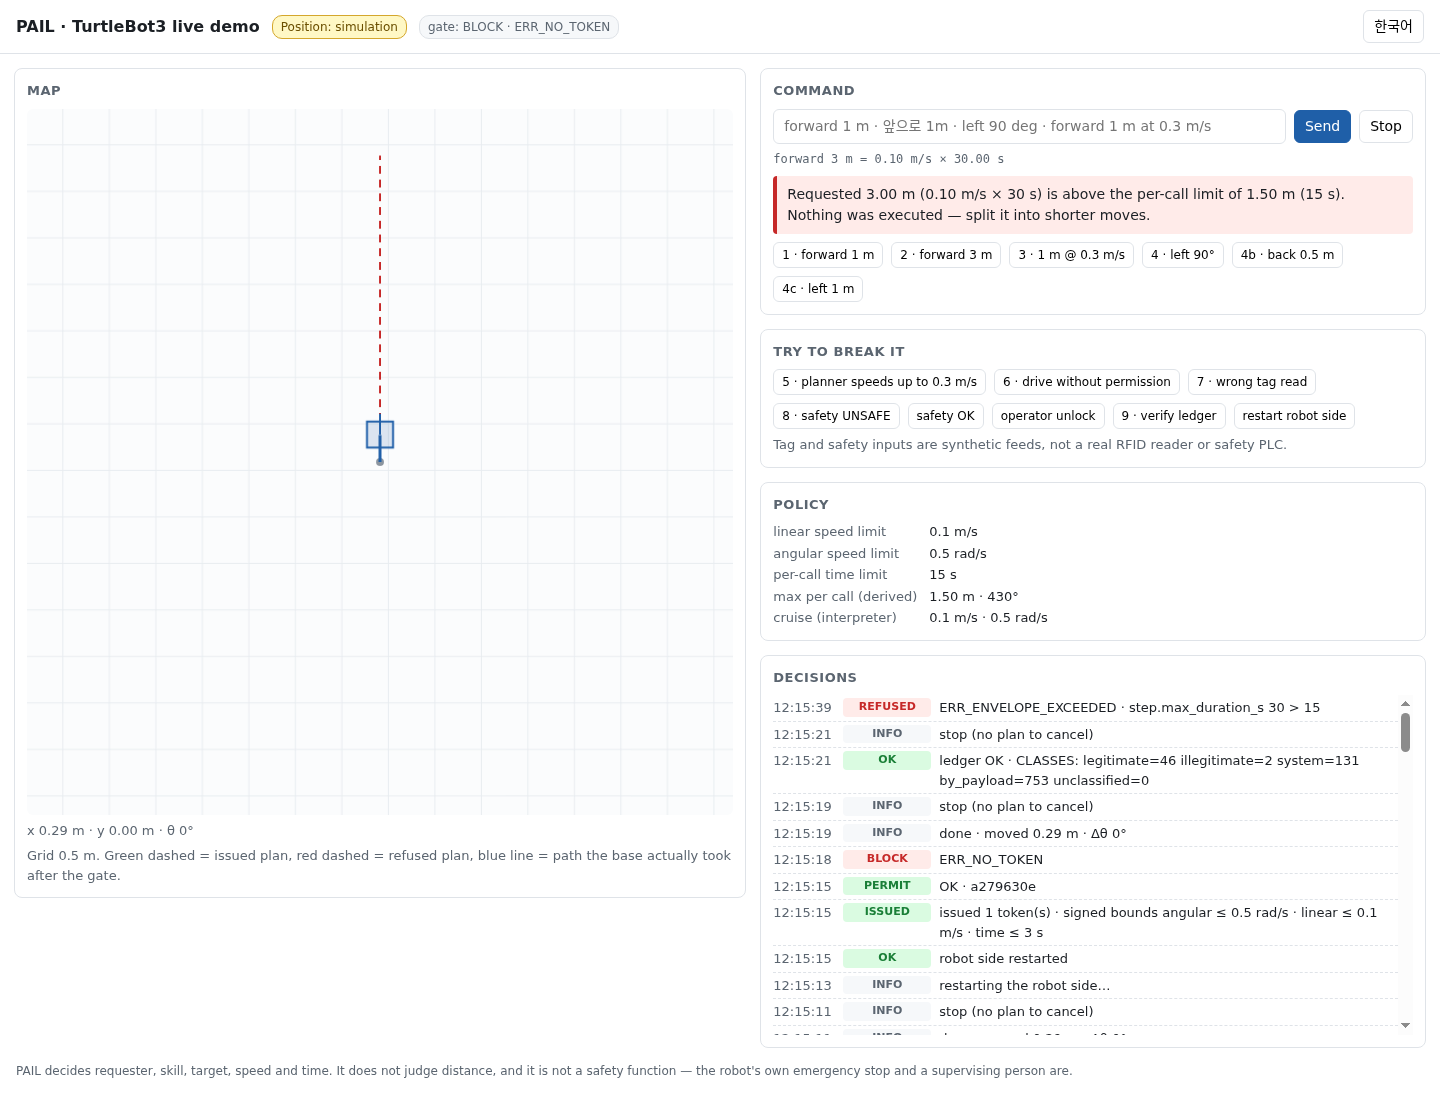 PAIL · TurtleBot3 live demo
Position: simulation
gate: BLOCK · ERR_NO_TOKEN
한국어
MAP
x 0.29 m · y 0.00 m · θ 0°
Grid 0.5 m. Green dashed = issued plan, red dashed = refused plan, blue line = path the base actually took
after the gate.
COMMAND
forward 1 m · 앞으로 1m · left 90 deg · forward 1 m at 0.3 m/s
Send
Stop
forward 3 m = 0.10 m/s × 30.00 s
Requested 3.00 m (0.10 m/s × 30 s) is above the per-call limit of 1.50 m (15 s).
Nothing was executed — split it into shorter moves.
1 · forward 1 m
2 · forward 3 m
3 · 1 m @ 0.3 m/s
4 · left 90°
4b · back 0.5 m
4c · left 1 m
TRY TO BREAK IT
5 · planner speeds up to 0.3 m/s
6 · drive without permission
7 · wrong tag read
8 · safety UNSAFE
safety OK
operator unlock
9 · verify ledger
restart robot side
Tag and safety inputs are synthetic feeds, not a real RFID reader or safety PLC.
POLICY
linear speed limit 0.1 m/s
angular speed limit 0.5 rad/s
per-call time limit 15 s
max per call (derived) 1.50 m · 430°
cruise (interpreter) 0.1 m/s · 0.5 rad/s
DECISIONS
12:15:39 REFUSED ERR_ENVELOPE_EXCEEDED · step.max_duration_s 30 > 15
12:15:21 INFO stop (no plan to cancel)
12:15:21 OK ledger OK · CLASSES: legitimate=46 illegitimate=2 system=131
by_payload=753 unclassified=0
12:15:19 INFO stop (no plan to cancel)
12:15:19 INFO done · moved 0.29 m · Δθ 0°
12:15:18 BLOCK ERR_NO_TOKEN
12:15:15 PERMIT OK · a279630e
12:15:15 ISSUED issued 1 token(s) · signed bounds angular ≤ 0.5 rad/s · linear ≤ 0.1
m/s · time ≤ 3 s
12:15:15 OK robot side restarted
12:15:13 INFO restarting the robot side…
12:15:11 INFO stop (no plan to cancel)
PAIL decides requester, skill, target, speed and time. It does not judge distance, and it is not a safety function — the robot's own emergency stop and a supervising person are.